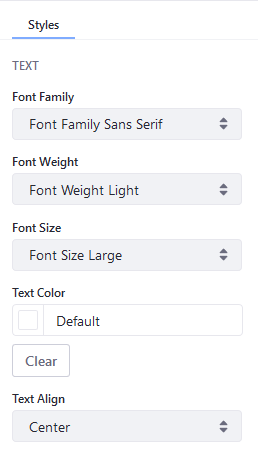 Styles
TEXT
Font Family
Font Family Sans Serif
Font Weight
Font Weight Light
Font Size
Font Size Large
Text Color
Default
Clear
Text Align
Center